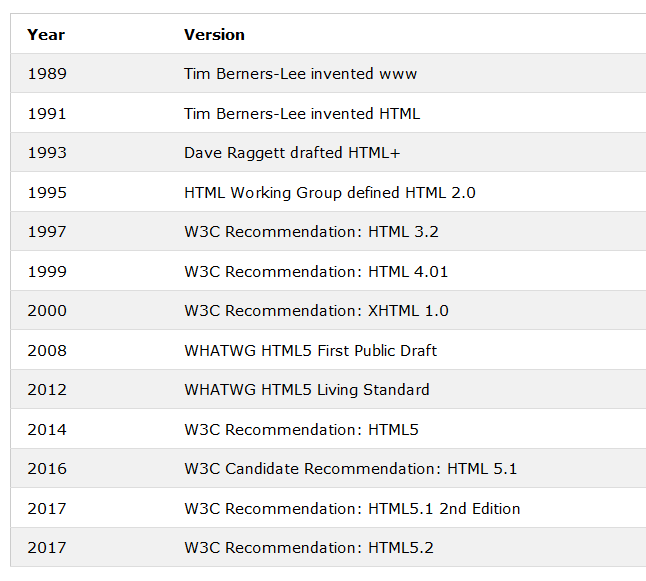 Year Version
1989 Tim Berners-Lee invented www
1991 Tim Berners-Lee invented HTML
1993 Dave Raggett drafted HTML+
1995 HTML Working Group defined HTML 2.0
1997 W3C Recommendation: HTML 3.2
1999 W3C Recommendation: HTML 4.01
2000 W3C Recommendation: XHTML 1.0
2008 WHATWG HTML5 First Public Draft
2012 WHATWG HTML5 Living Standard
2014 W3C Recommendation: HTML5
2016 W3C Candidate Recommendation: HTML 5.1
2017 W3C Recommendation: HTML5.1 2nd Edition
2017 W3C Recommendation: HTML5.2